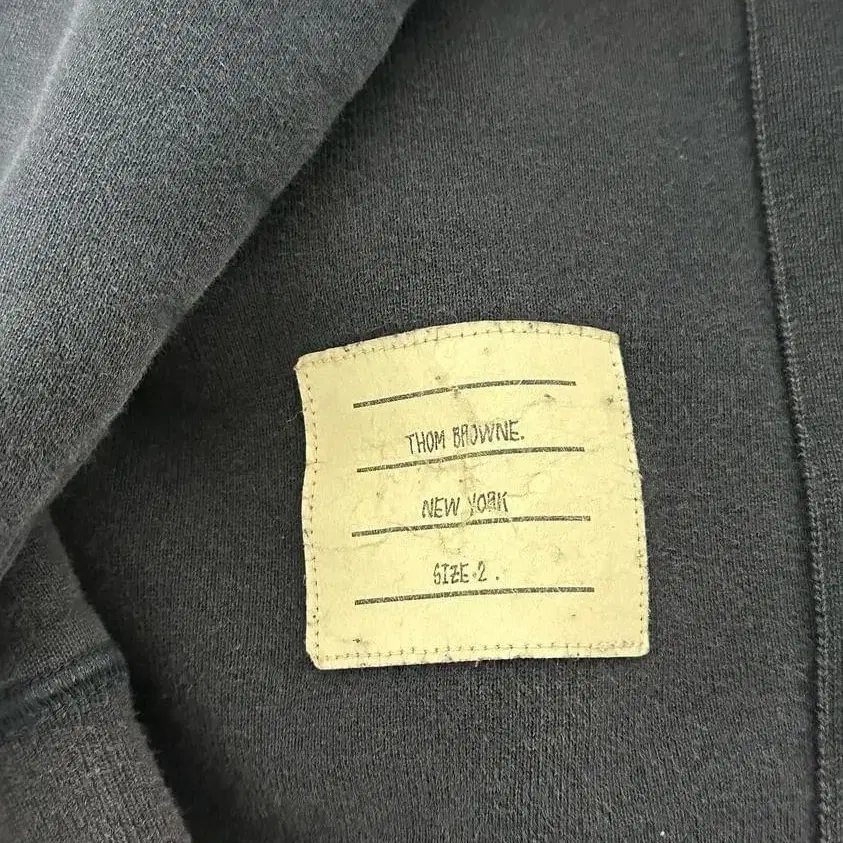 THOM BROWNE.
NEW YORK
SIZE 2.